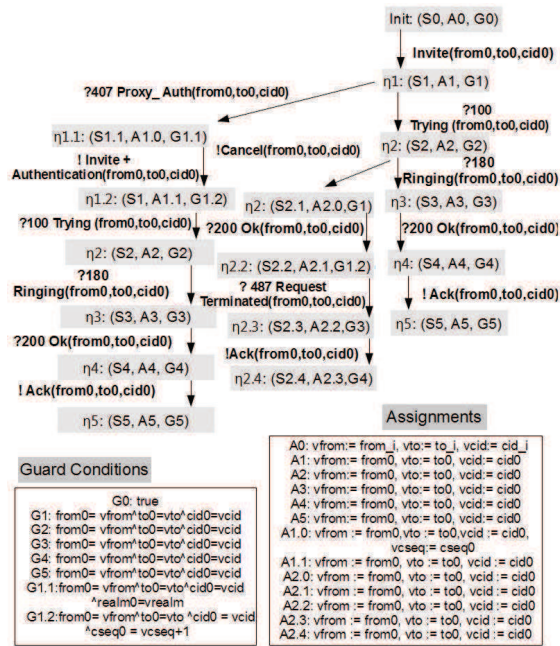 Init: (S0, A0, G0)
Invite(from0,to0,cid0)
η1: (S1, A1, G1)
?407 Proxy_ Auth(from0,to0,cid0)
?100
Trying (from0,to0,cid0)
η1.1: (S1.1, A1.0, G1.1)
!Cancel(from0,to0,cid0)
η2: (S2, A2, G2)
! Invite +
Authentication(from0,to0,cid0)
?180
Ringing(from0,to0,cid0)
η1.2: (S1, A1.1, G1.2)
η2: (S2.1, A2.0,G1)
η3: (S3, A3, G3)
?100 Trying (from0,to0,cid0)
?200 Ok(from0,to0,cid0)
?200 Ok(from0,to0,cid0)
η2: (S2, A2, G2)
η2.2: (S2.2, A2.1,G1.2)
η4: (S4, A4, G4)
?180
Ringing(from0,to0,cid0)
? 487 Request
Terminated(from0,to0,cid0)
! Ack(from0,to0,cid0)
η3: (S3, A3, G3)
η2.3: (S2.3, A2.2,G3)
η5: (S5, A5, G5)
?200 Ok(from0,to0,cid0)
!Ack(from0,to0,cid0)
η4: (S4, A4, G4)
η2.4: (S2.4, A2.3,G4)
! Ack(from0,to0,cid0)
η5: (S5, A5, G5)
Assignments
A0: vfrom:= from_i, vto:= to_i, vcid:= cid_i
A1: vfrom:= from0, vto:= to0, vcid:= cid0
A2: vfrom:= from0, vto:= to0, vcid:= cid0
A3: vfrom:= from0, vto:= to0, vcid:= cid0
A4: vfrom:= from0, vto:= to0, vcid:= cid0
A5: vfrom:= from0, vto:= to0, vcid:= cid0
A1.0: vfrom := from0,vto := to0,vcid := cid0,
vcseq:= cseq0
A1.1: vfrom := from0, vto := to0, vcid := cid0
A2.0: vfrom := from0, vto := to0, vcid := cid0
A2.1: vfrom := from0, vto := to0, vcid := cid0
A2.2: vfrom := from0, vto := to0, vcid := cid0
A2.3: vfrom := from0, vto := to0, vcid := cid0
A2.4: vfrom := from0, vto := to0, vcid := cid0
Guard Conditions
G0: true
G1: from0= vfrom^to0=vto^cid0=vcid
G2: from0= vfrom^to0=vto^cid0=vcid
G3: from0= vfrom^to0=vto^cid0=vcid
G4: from0= vfrom^to0=vto^cid0=vcid
G5: from0= vfrom^to0=vto^cid0=vcid
G1.1:from0= vfrom^to0=vto^cid0=vcid
^realm0=vrealm
G1.2:from0= vfrom^to0=vto ^cid0 = vcid
^cseq0 = vcseq+1